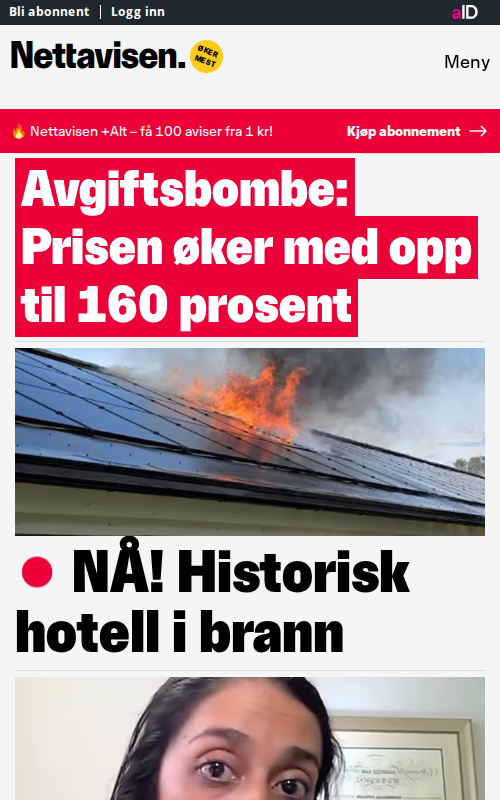 Bli abonnent | Logg inn
aID
Nettavisen. ØKER
MEST
Meny
Nettavisen +Alt – få 100 aviser fra 1 kr!
Kjøp abonnement →
Avgiftsbombe:
Prisen øker med opp
til 160 prosent
NÅ! Historisk
hotell i brann